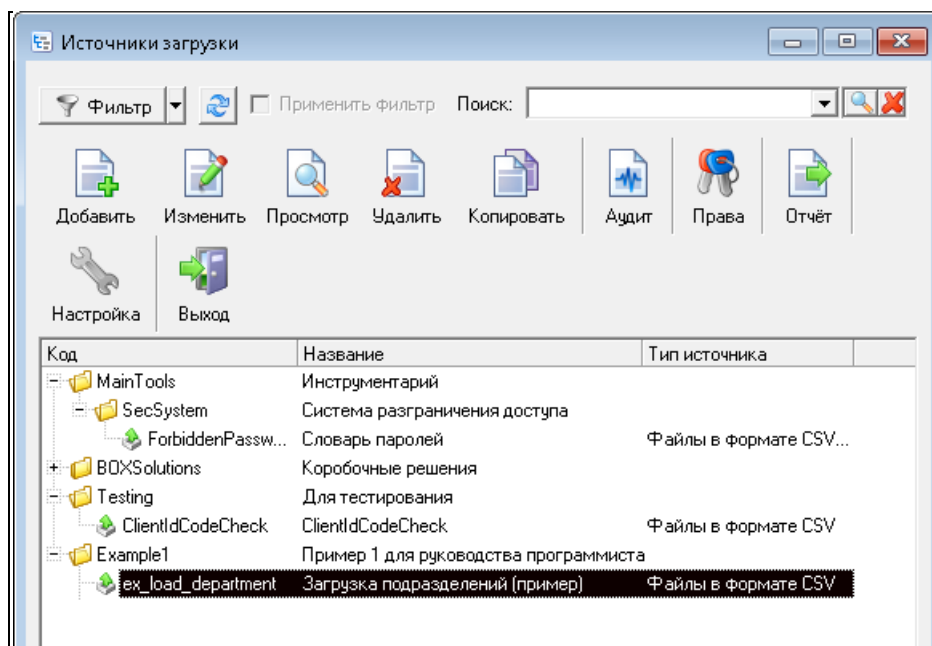 Источники загрузки
Фильтр Применить фильтр Поиск:
Добавить Изменить Просмотр Удалить Копировать Аудит Права Отчёт
Настройка Выход
Код Название Тип источника
MainTools Инструментарий
SecSystem Система разграничения доступа
ForbiddenPassw... Словарь паролей Файлы в формате CSV...
BOXSolutions Коробочные решения
Testing Для тестирования
ClientIdCodeCheck ClientIdCodeCheck Файлы в формате CSV
Example1 Пример 1 для руководства программиста
ex_load_department Загрузка подразделений (пример) Файлы в формате CSV